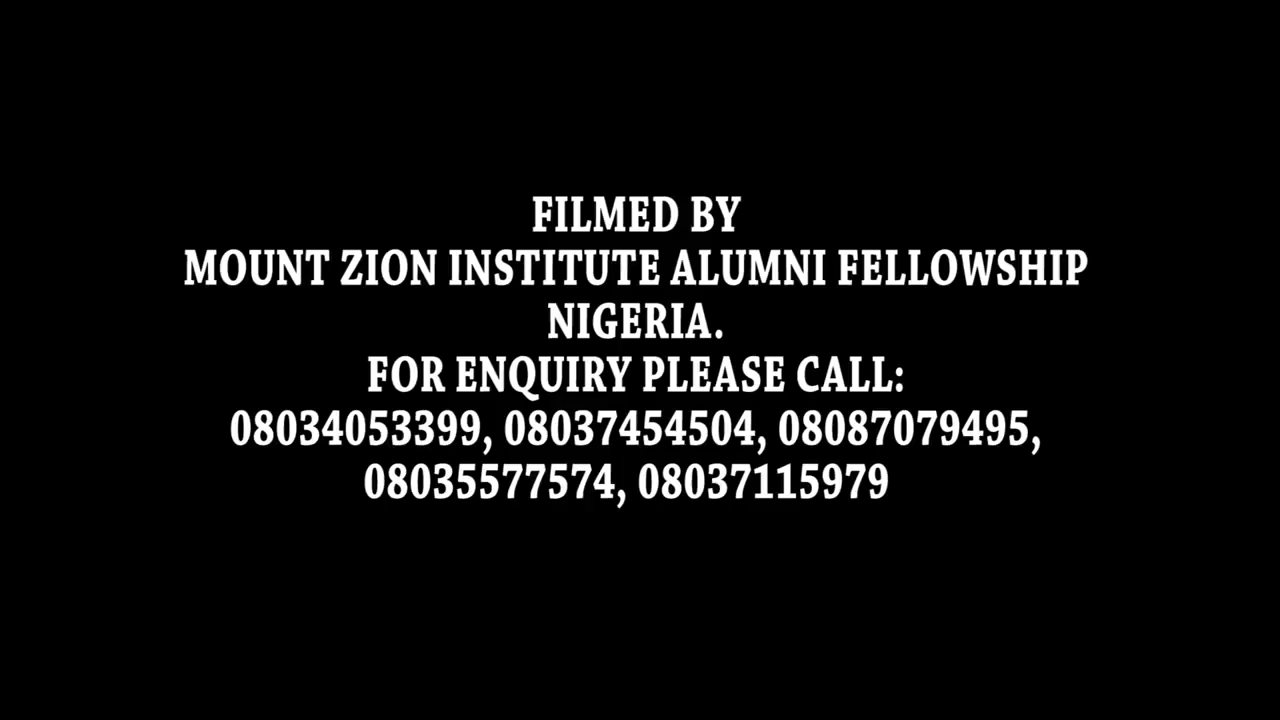 FILMED BY
MOUNT ZION INSTITUTE ALUMNI FELLOWSHIP
NIGERIA.
FOR ENQUIRY PLEASE CALL:
08034053399, 08037454504, 08087079495,
08035577574, 08037115979